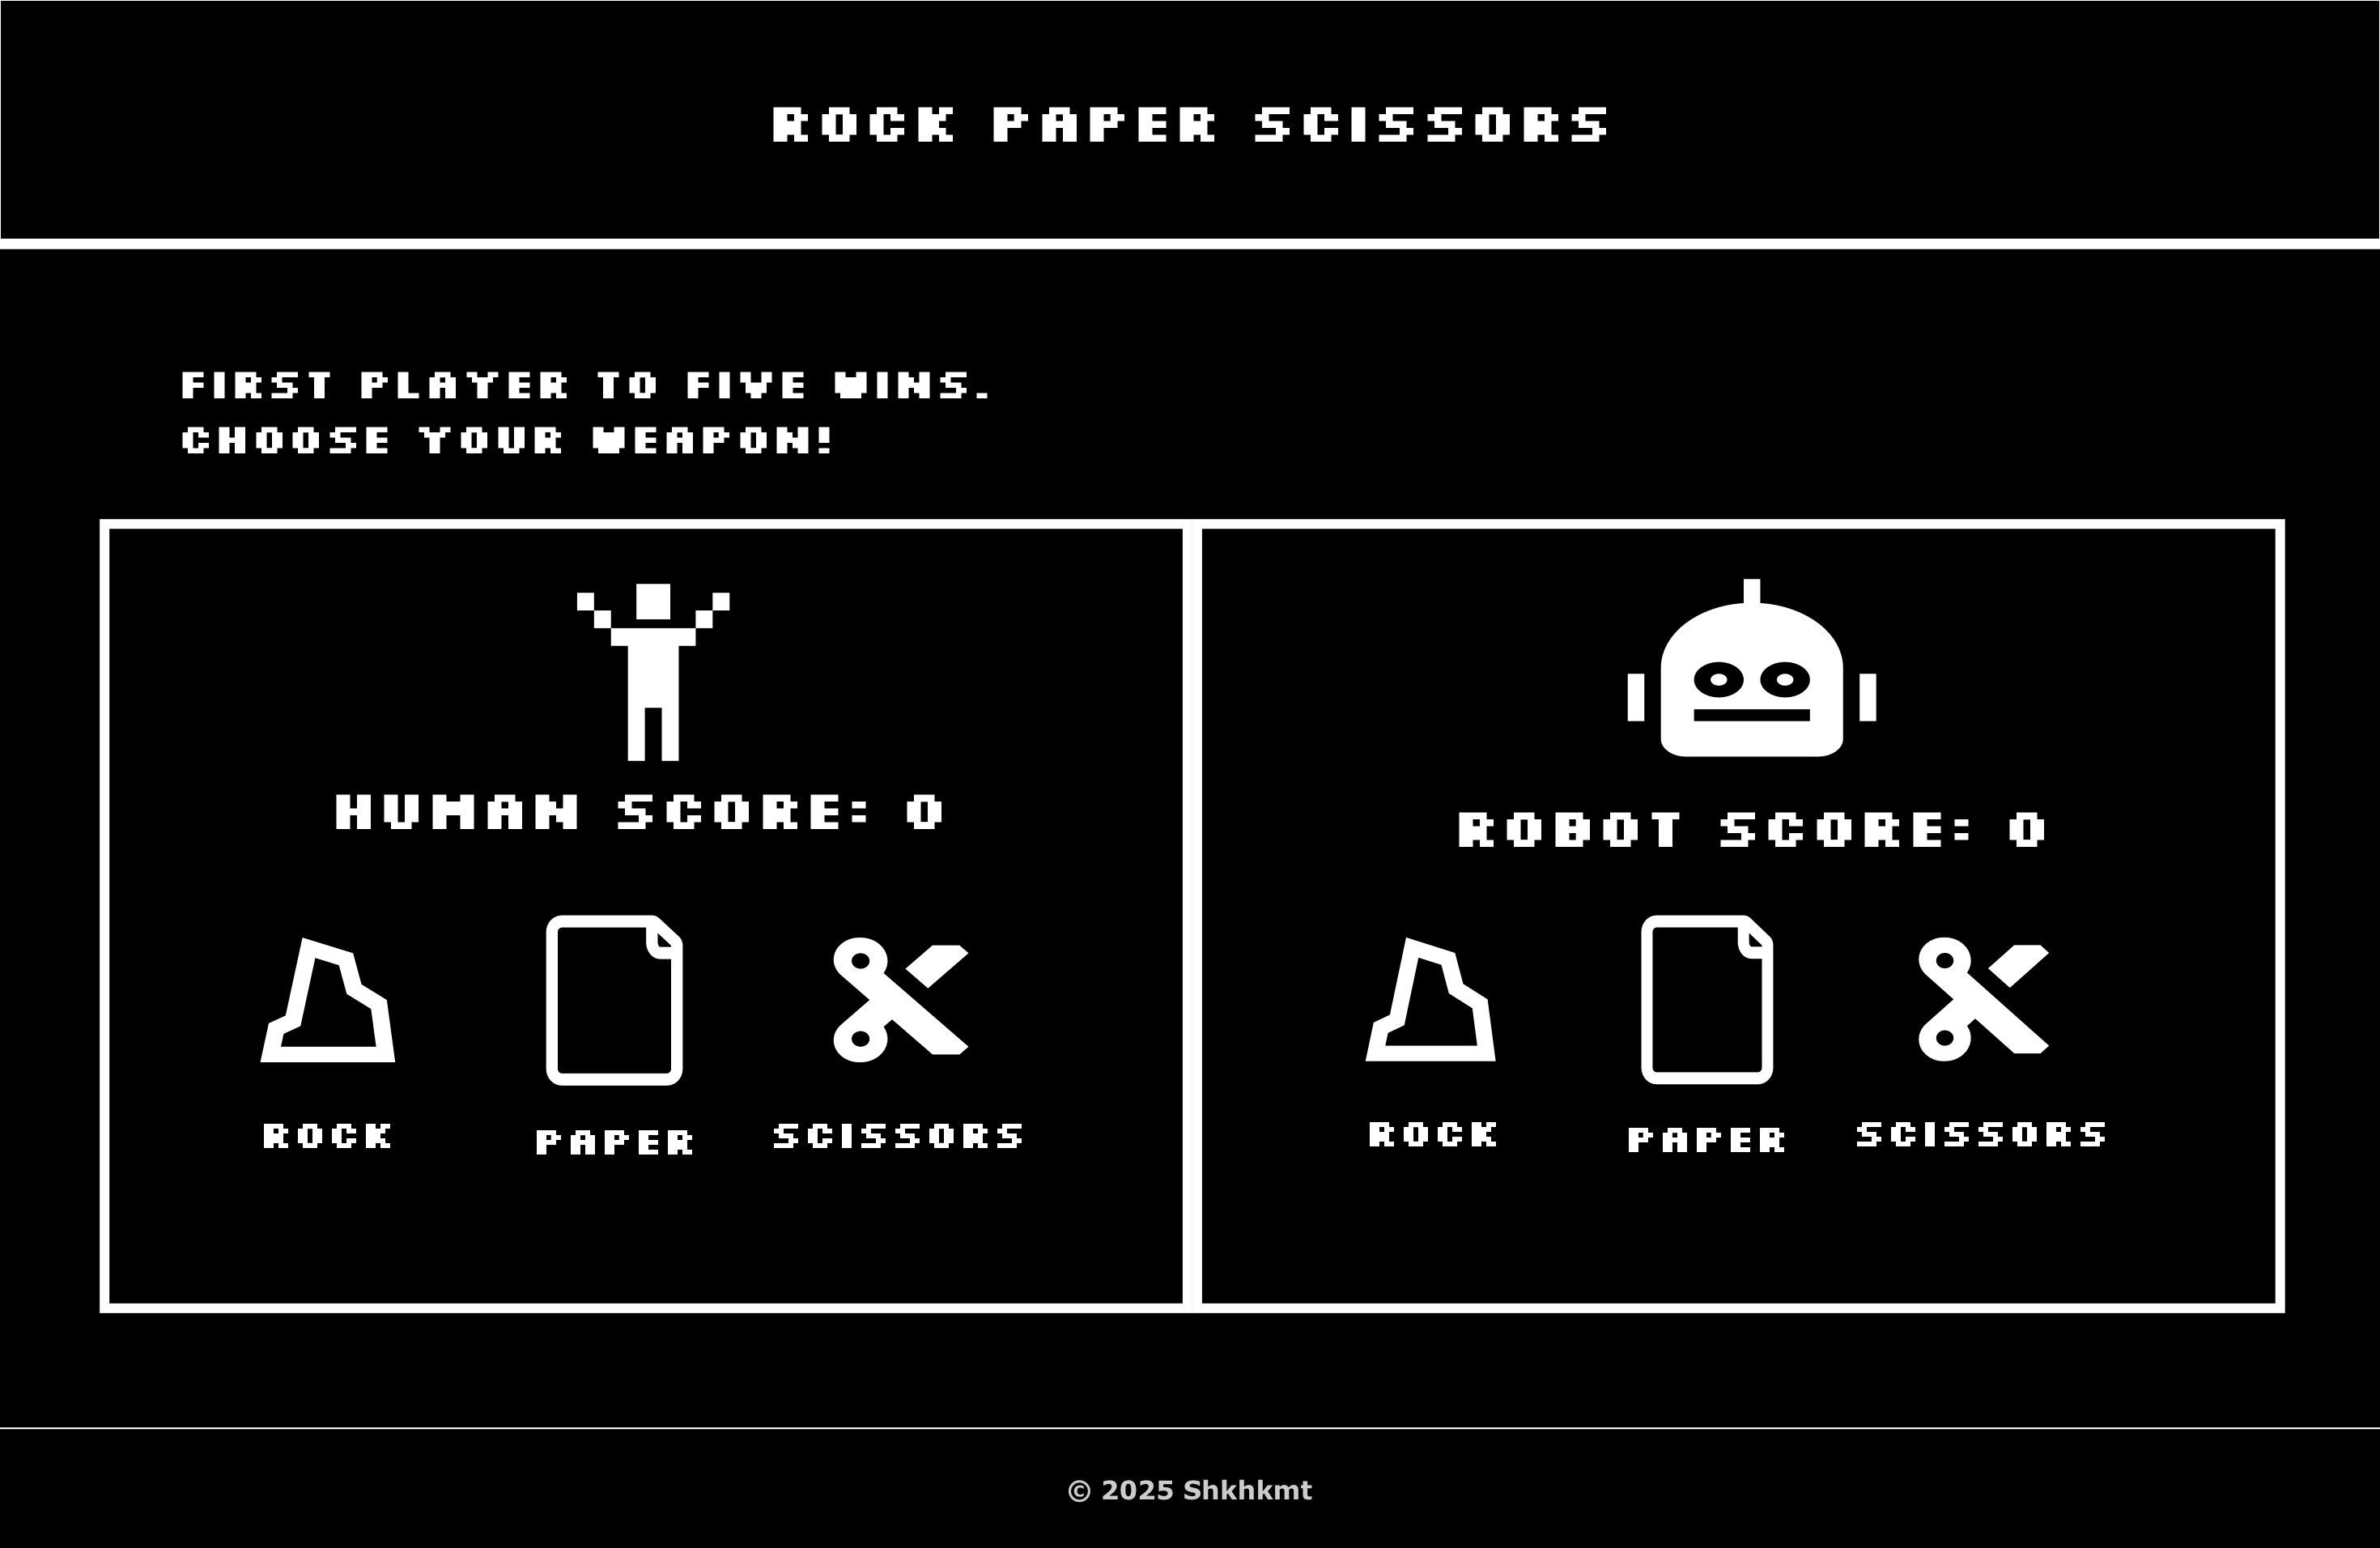 ROCK PAPER SCISSORS
FIRST PLAYER TO FIVE WINS.
CHOOSE YOUR WEAPON!
HUMAN SCORE: 0
ROCK PAPER SCISSORS
ROBOT SCORE: 0
ROCK PAPER SCISSORS
© 2025 Shkhhkmt